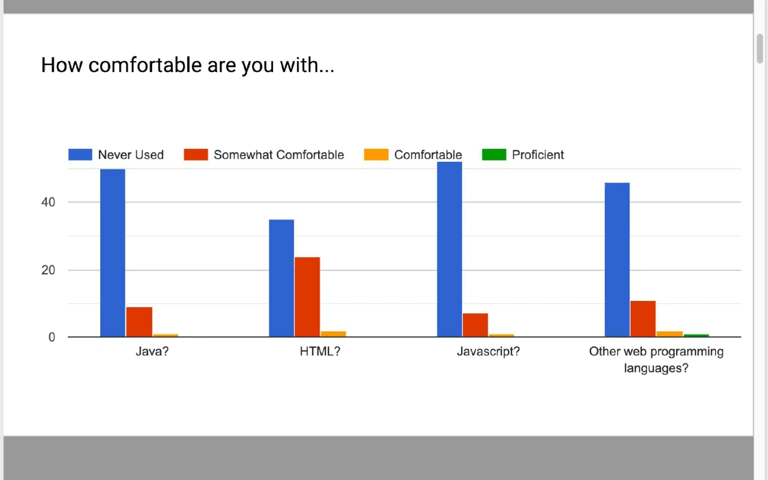 How comfortable are you with...
Never Used Somewhat Comfortable Comfortable Proficient
40
20
0
Java? HTML? Javascript? Other web programming
languages?